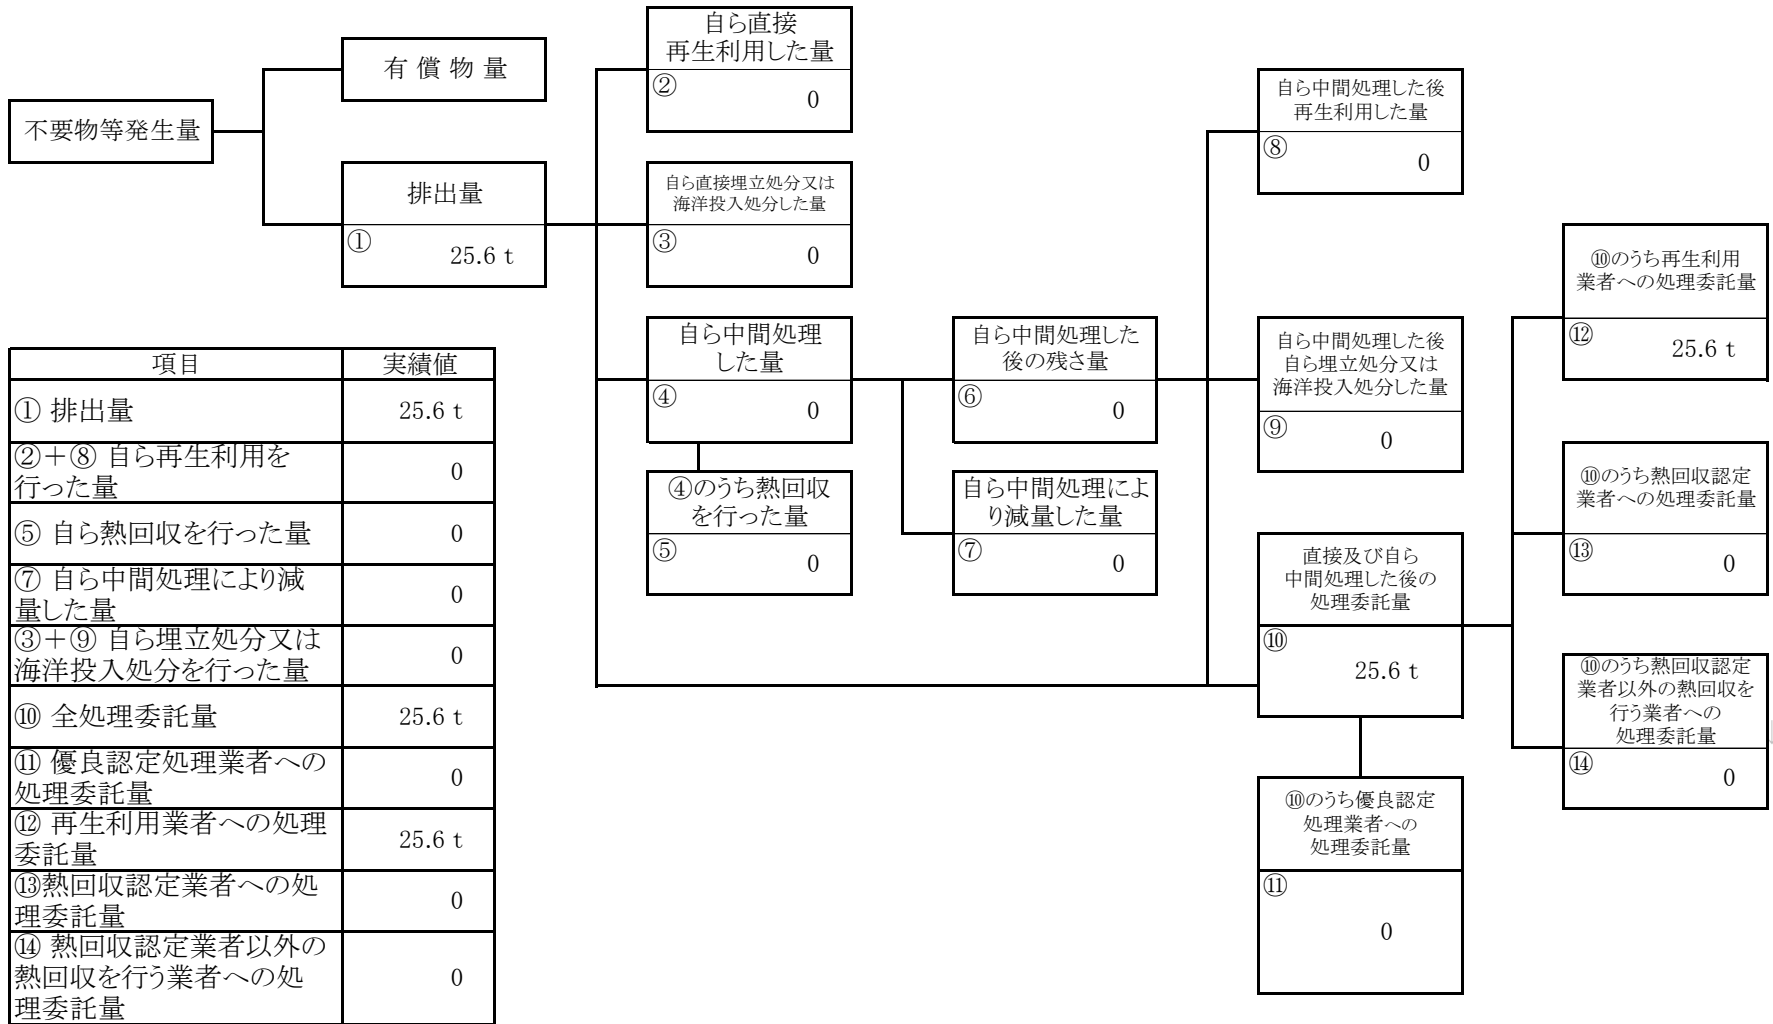 不要物等発生量
有 償 物 量
排出量
①
25.6 t
自ら直接
再生利用した量
②
0
自ら直接埋立処分又は
海洋投入処分した量
③
0
自ら中間処理
した量
④
0
④のうち熱回収
を行った量
⑤
0
自ら中間処理した
後の残さ量
⑥
0
自ら中間処理によ
り減量した量
⑦
0
自ら中間処理した後
再生利用した量
⑧
0
自ら中間処理した後
自ら埋立処分又は
海洋投入処分した量
⑨
0
直接及び自ら
中間処理した後の
処理委託量
⑩
25.6 t
⑩のうち優良認定
処理業者への
処理委託量
⑪
0
⑩のうち再生利用
業者への処理委託量
⑫
25.6 t
⑩のうち熱回収認定
業者への処理委託量
⑬
0
⑩のうち熱回収認定
業者以外の熱回収を
行う業者への
処理委託量
⑭
0
項目 実績値
① 排出量 25.6 t
②＋⑧ 自ら再生利用を
行った量 0
⑤ 自ら熱回収を行った量 0
⑦ 自ら中間処理により減
量した量 0
③＋⑨ 自ら埋立処分又は
海洋投入処分を行った量 0
⑩ 全処理委託量 25.6 t
⑪ 優良認定処理業者への
処理委託量 0
⑫ 再生利用業者への処理
委託量 25.6 t
⑬熱回収認定業者への処
理委託量 0
⑭ 熱回収認定業者以外の
熱回収を行う業者への処
理委託量 0